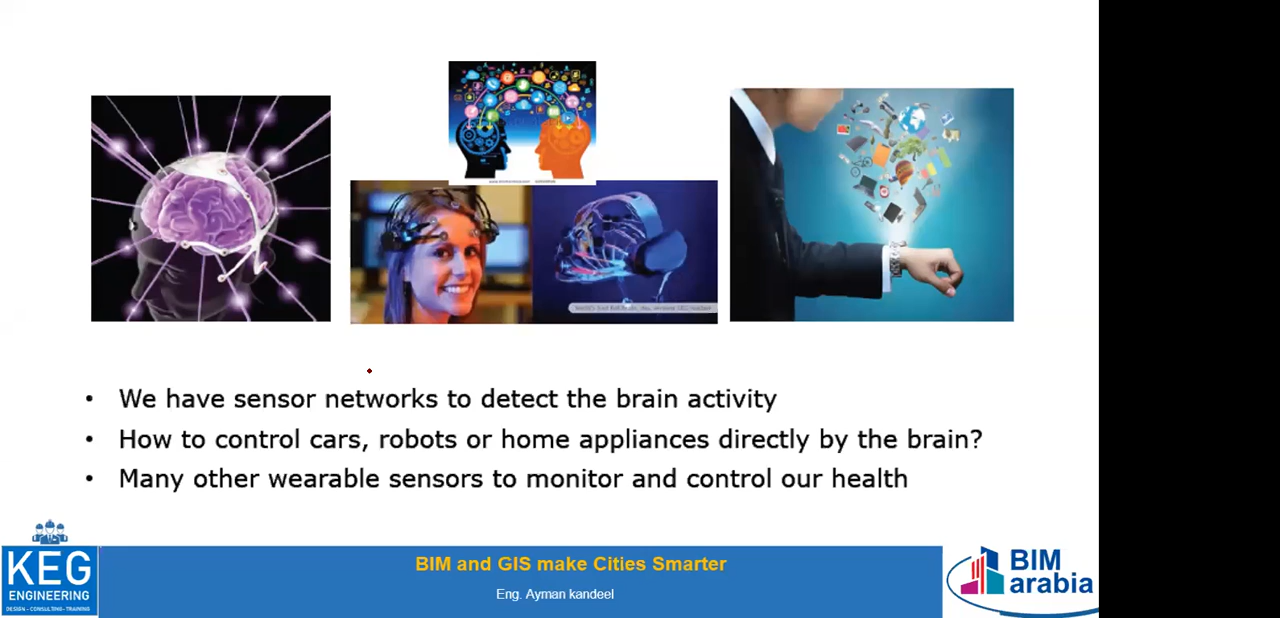 • We have sensor networks to detect the brain activity
• How to control cars, robots or home appliances directly by the brain?
• Many other wearable sensors to monitor and control our health
KEG
ENGINEERING
DESIGN - CONSULTING - TRAINING
BIM and GIS make Cities Smarter
Eng. Ayman kandeel
BIM
arabia